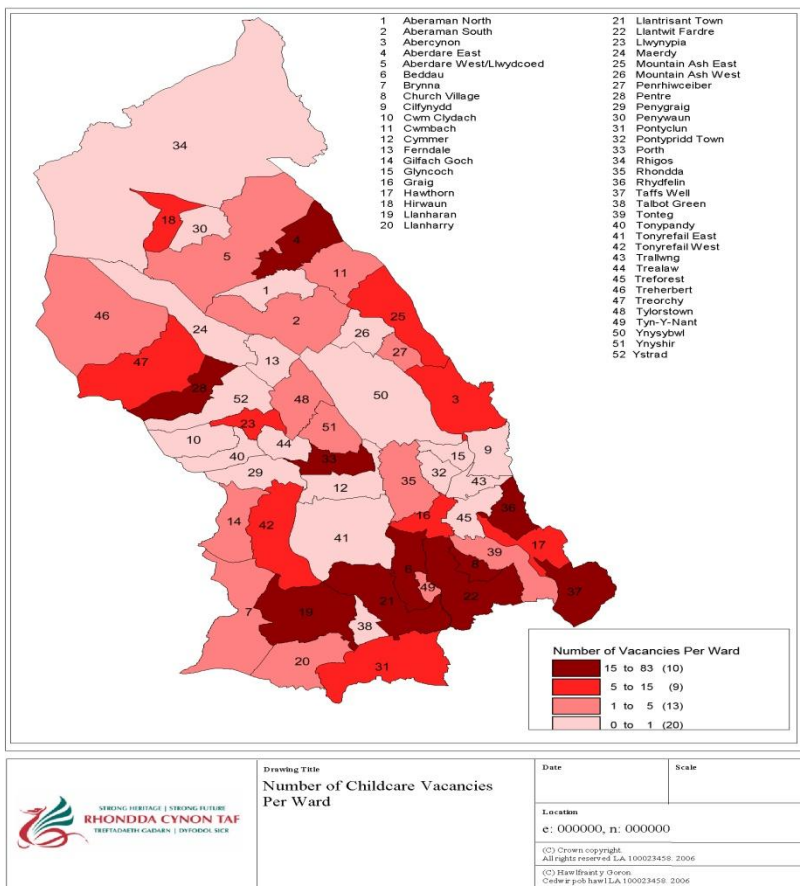 1 Aberaman North
2 Aberaman South
3 Abercynon
4 Aberdare East
5 Aberdare West/Llwydcoed
6 Beddau
7 Brynna
8 Church Village
9 Cilfynydd
10 Cwm Clydach
11 Cwmbach
12 Cymmer
13 Ferndale
14 Gilfach Goch
15 Glyncoch
16 Graig
17 Hawthorn
18 Hirwaun
19 Llanharan
20 Llanharry
21 Llantrisant Town
22 Llantwit Fardre
23 Llwynypia
24 Maerdy
25 Mountain Ash East
26 Mountain Ash West
27 Penrhiwceiber
28 Pentre
29 Penygraig
30 Penywaun
31 Pontyclun
32 Pontypridd Town
33 Porth
34 Rhigos
35 Rhondda
36 Rhydfelin
37 Taffs Well
38 Talbot Green
39 Tonteg
40 Tonypandy
41 Tonyrefail East
42 Tonyrefail West
43 Trallwng
44 Trealaw
45 Treforest
46 Treherbert
47 Treorchy
48 Tylorstown
49 Tyn-Y-Nant
50 Ynysybwl
51 Ynyshir
52 Ystrad
34
18
30
4
5
11
1
46
2
25
24
26
27
13
47
28
50
3
52
48
23
51
10
44
9
40
33
15
29
32
43
12
35
36
14
42
16
45
41
17
39
6
8
37
49
7
19
21
22
38
20
31
Number of Vacancies Per Ward
15 to 83 (10)
5 to 15 (9)
1 to 5 (13)
0 to 1 (20)
STRONG HERITAGE | STRONG FUTURE
RHONDDA CYNON TAF
TREFTADAETH GADARN | DYFODOL SICR
Drawing Title
Number of Childcare Vacancies
Per Ward
Date
Scale
Location
e: 000000, n: 000000
(C) Crown copyright.
All rights reserved LA 100023458. 2006
(C) Hawlfraint y Goron.
Cedwir pob hawl LA 100023458. 2006